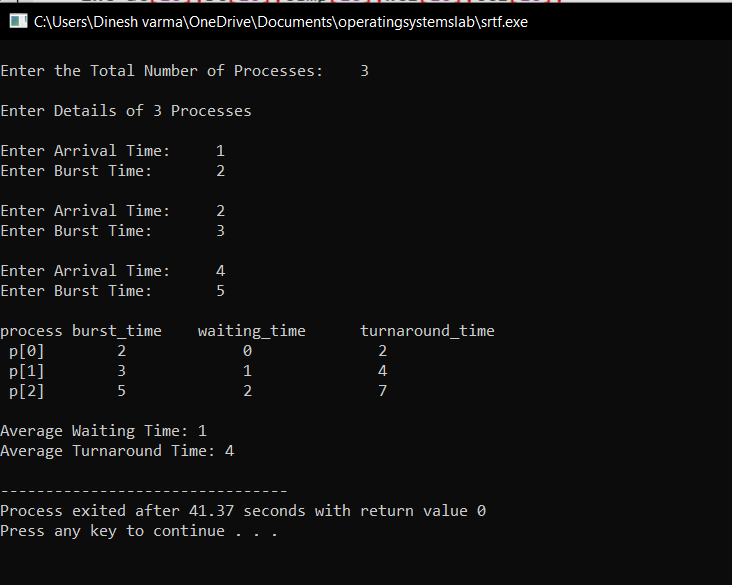 C:\Users\Dinesh varma\OneDrive\Documents\operatingsystemslab\srtf.exe
Enter the Total Number of Processes:    3
Enter Details of 3 Processes
Enter Arrival Time:     1
Enter Burst Time:       2
Enter Arrival Time:     2
Enter Burst Time:       3
Enter Arrival Time:     4
Enter Burst Time:       5
process burst_time    waiting_time      turnaround_time
p[0]        2             0              2
p[1]        3             1              4
p[2]        5             2              7
Average Waiting Time: 1
Average Turnaround Time: 4
--------------------------------
Process exited after 41.37 seconds with return value 0
Press any key to continue . . .